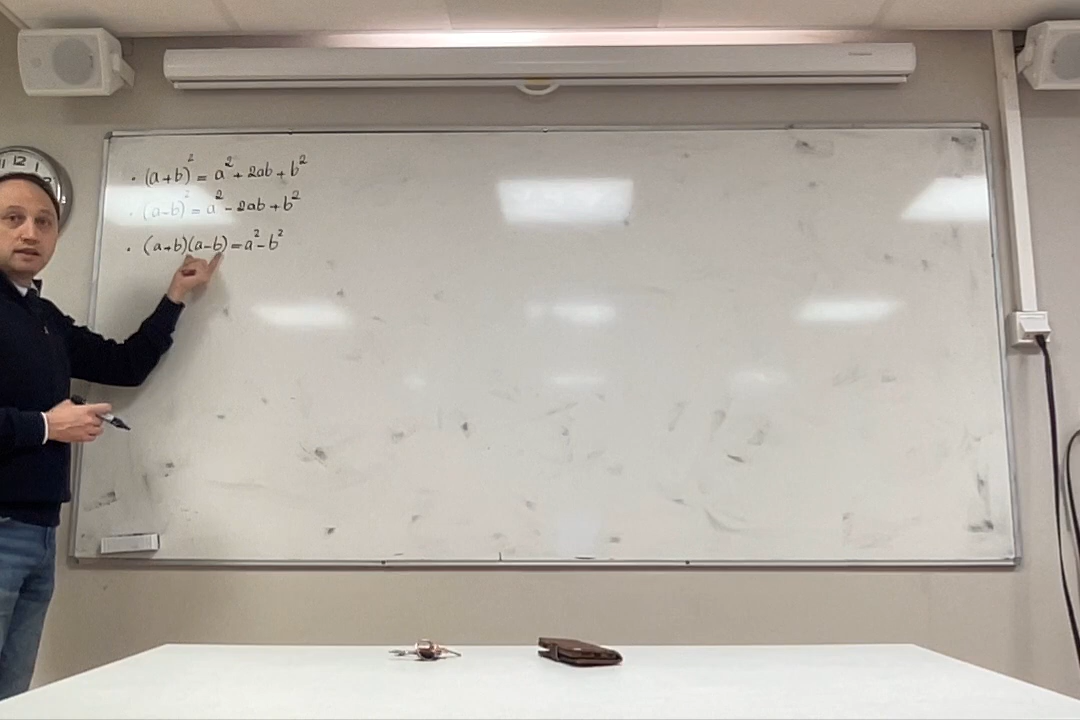 • (a+b)² = a² + 2ab + b²
• (a-b)² = a² - 2ab + b²
• (a+b)(a-b) = a² - b²